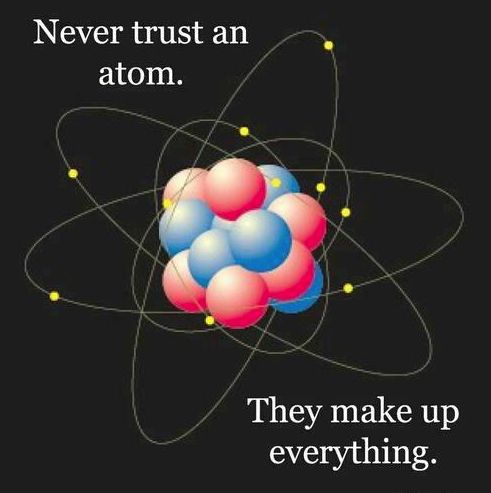 Never trust an
atom.
They make up
everything.